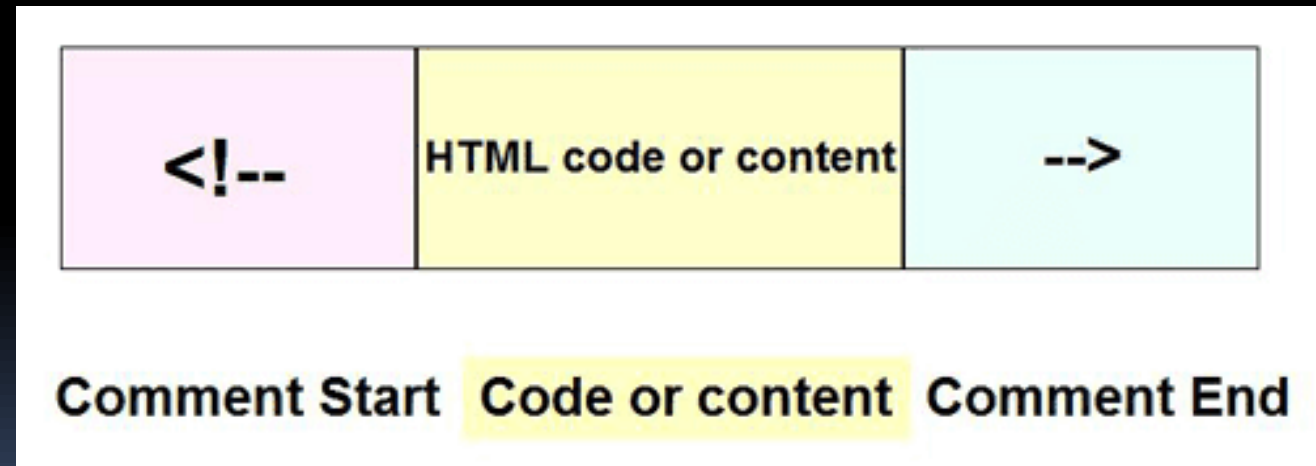 <!-- HTML code or content -->
Comment Start Code or content Comment End